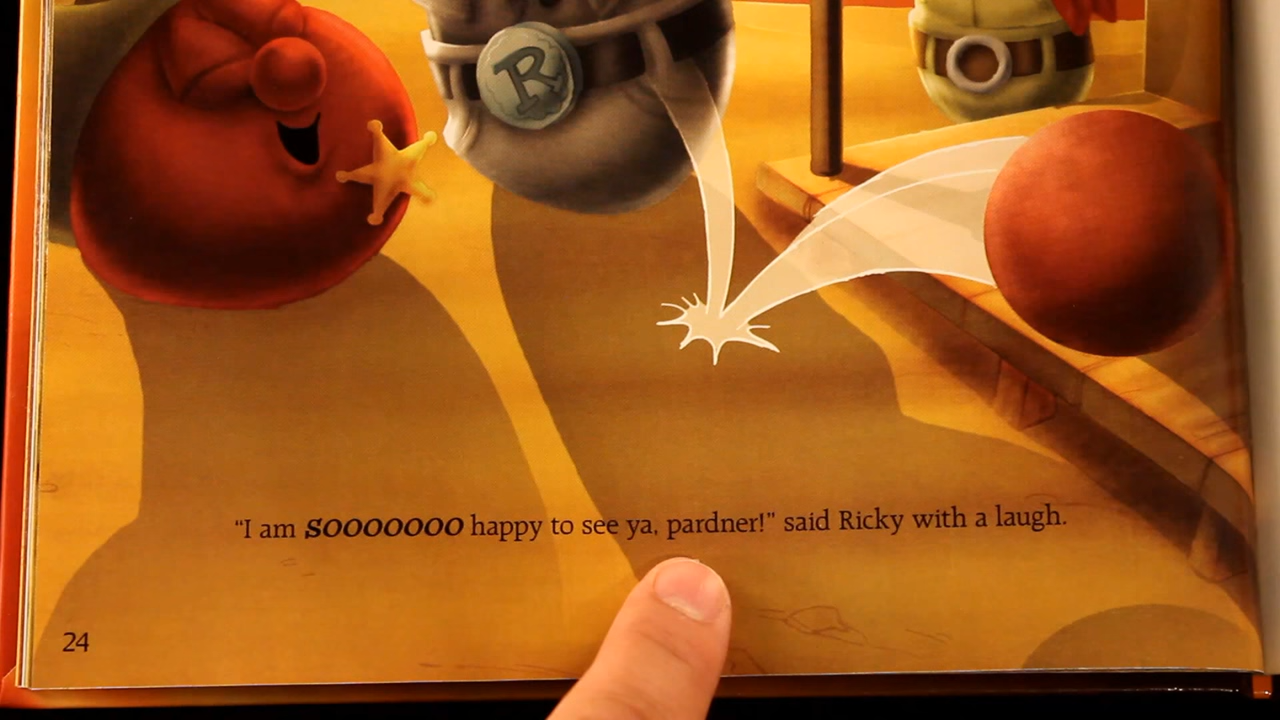 R
“I am SOOOOOOO happy to see ya, pardner!” said Ricky with a laugh.
24